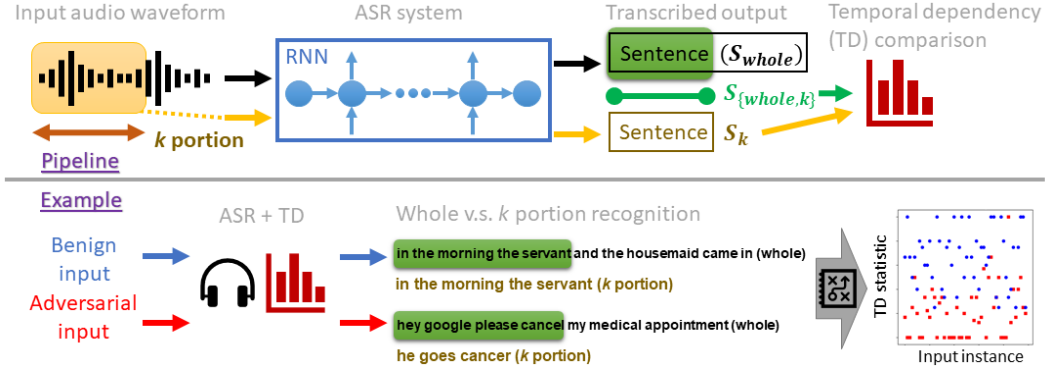 Input audio waveform
ASR system
Transcribed output
Temporal dependency
(TD) comparison
RNN
Sentence (S_whole)
S_{whole,k}
Sentence S_k
k portion
Pipeline
Example
ASR + TD
Whole v.s. k portion recognition
Benign
input
in the morning the servant and the housemaid came in (whole)
in the morning the servant (k portion)
Adversarial
input
hey google please cancel my medical appointment (whole)
he goes cancer (k portion)
TD statistic
Input instance